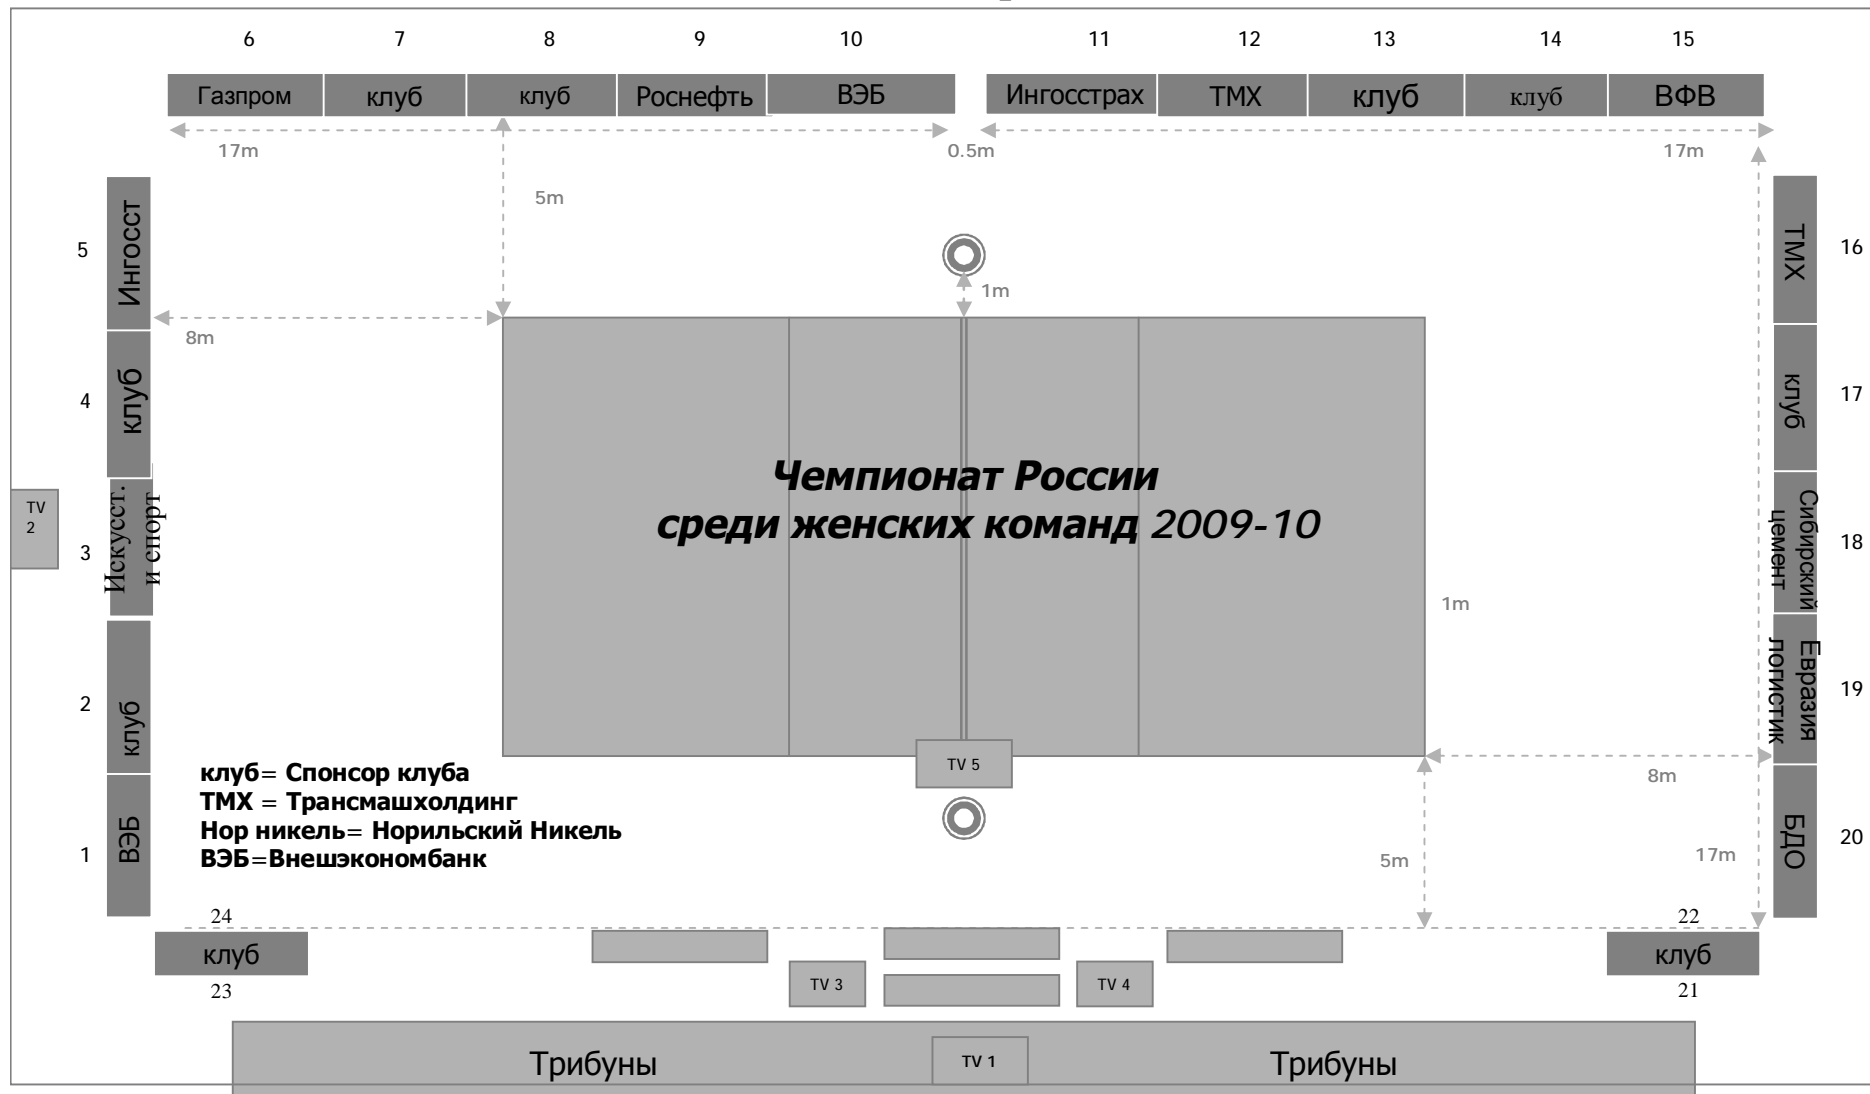 6 7 8 9 10 11 12 13 14 15
Газпром клуб клуб Роснефть ВЭБ Ингосстрах ТМХ клуб клуб ВФВ
17m 0.5m 17m
5m
5 Ингосст
ТМХ 16
1m
8m
4 клуб
клуб 17
Чемпионат России
среди женских команд 2009-10
TV
2
3 Искусст.
и спорт
Сибирский
цемент
18
1m
2 клуб
Евразия
логистик
19
TV 5
8m
клуб= Спонсор клуба
ТМХ = Трансмашхолдинг
Нор никель= Норильский Никель
ВЭБ=Внешэкономбанк
1 ВЭБ
5m 17m
БДО 20
24 22
клуб клуб
23 21
TV 3 TV 4
Трибуны TV 1 Трибуны